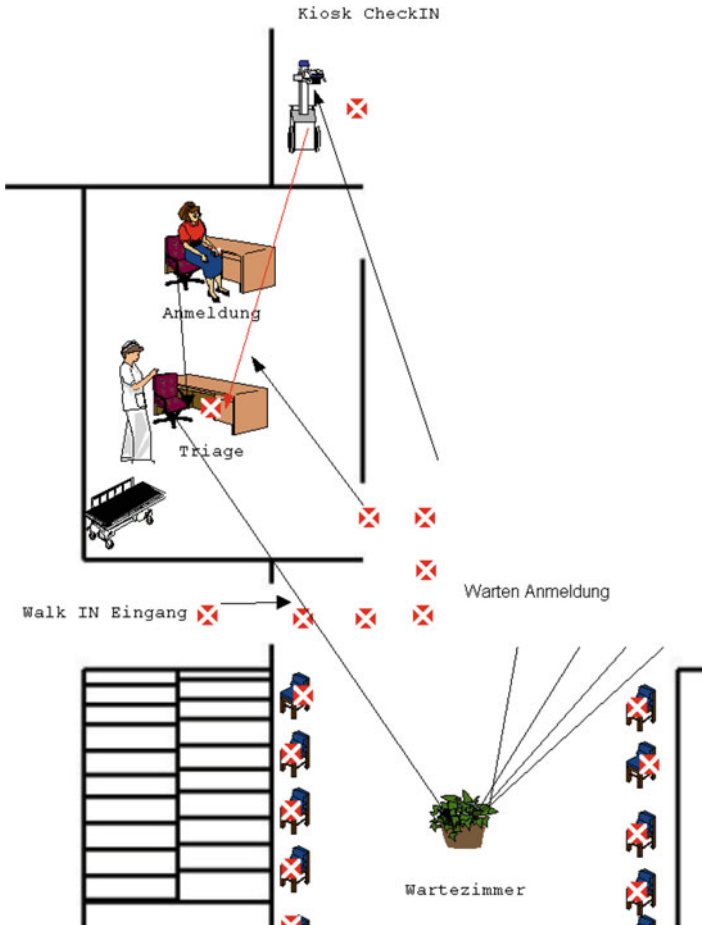 Kiosk CheckIN
Anmeldung
Triage
Warten Anmeldung
Walk IN Eingang
Wartezimmer